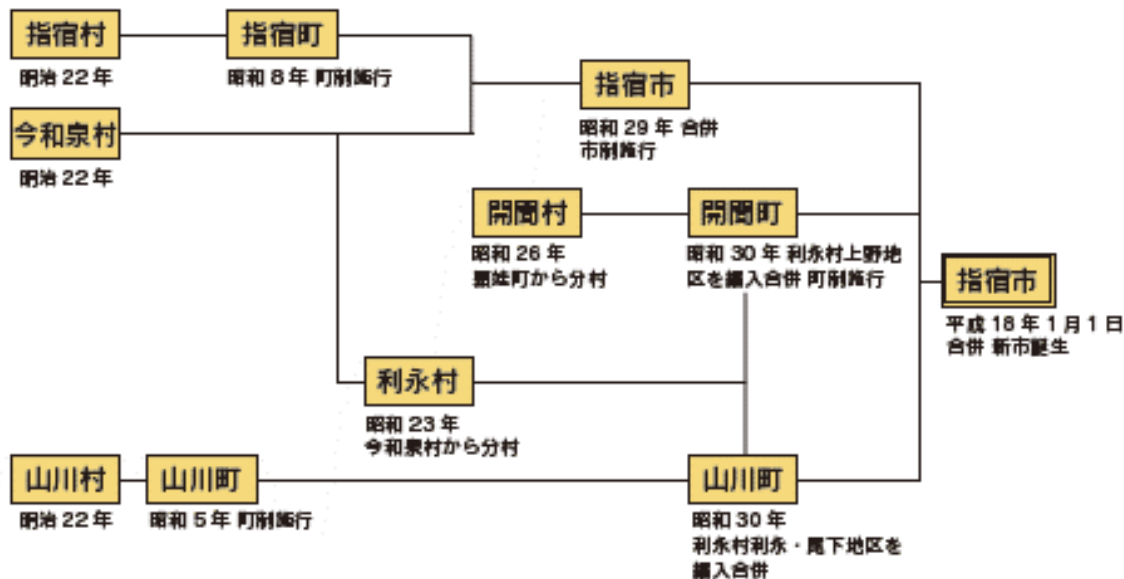 指宿村
明治 22 年
指宿町
昭和 8 年 町制施行
今和泉村
明治 22 年
指宿市
昭和 29 年 合併
市制施行
開聞村
昭和 26 年
頴娃町から分村
開聞町
昭和 30 年 利永村上野地
区を編入合併 町制施行
指宿市
平成 18 年 1 月 1 日
合併 新市誕生
利永村
昭和 23 年
今和泉村から分村
山川村
明治 22 年
山川町
昭和 5 年 町制施行
山川町
昭和 30 年
利永村利永・尾下地区を
編入合併